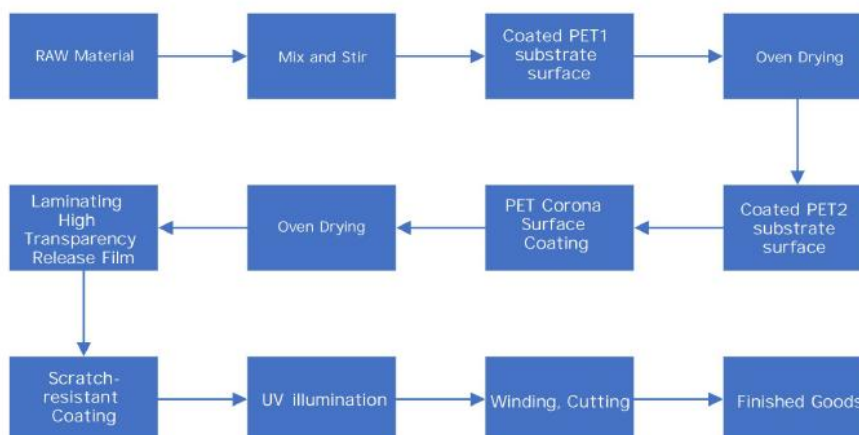 RAW Material
Mix and Stir
Coated PET1
substrate
surface
Oven Drying
Coated PET2
substrate
surface
PET Corona
Surface
Coating
Oven Drying
Laminating
High
Transparency
Release Film
Scratch-
resistant
Coating
UV illumination
Winding, Cutting
Finished Goods